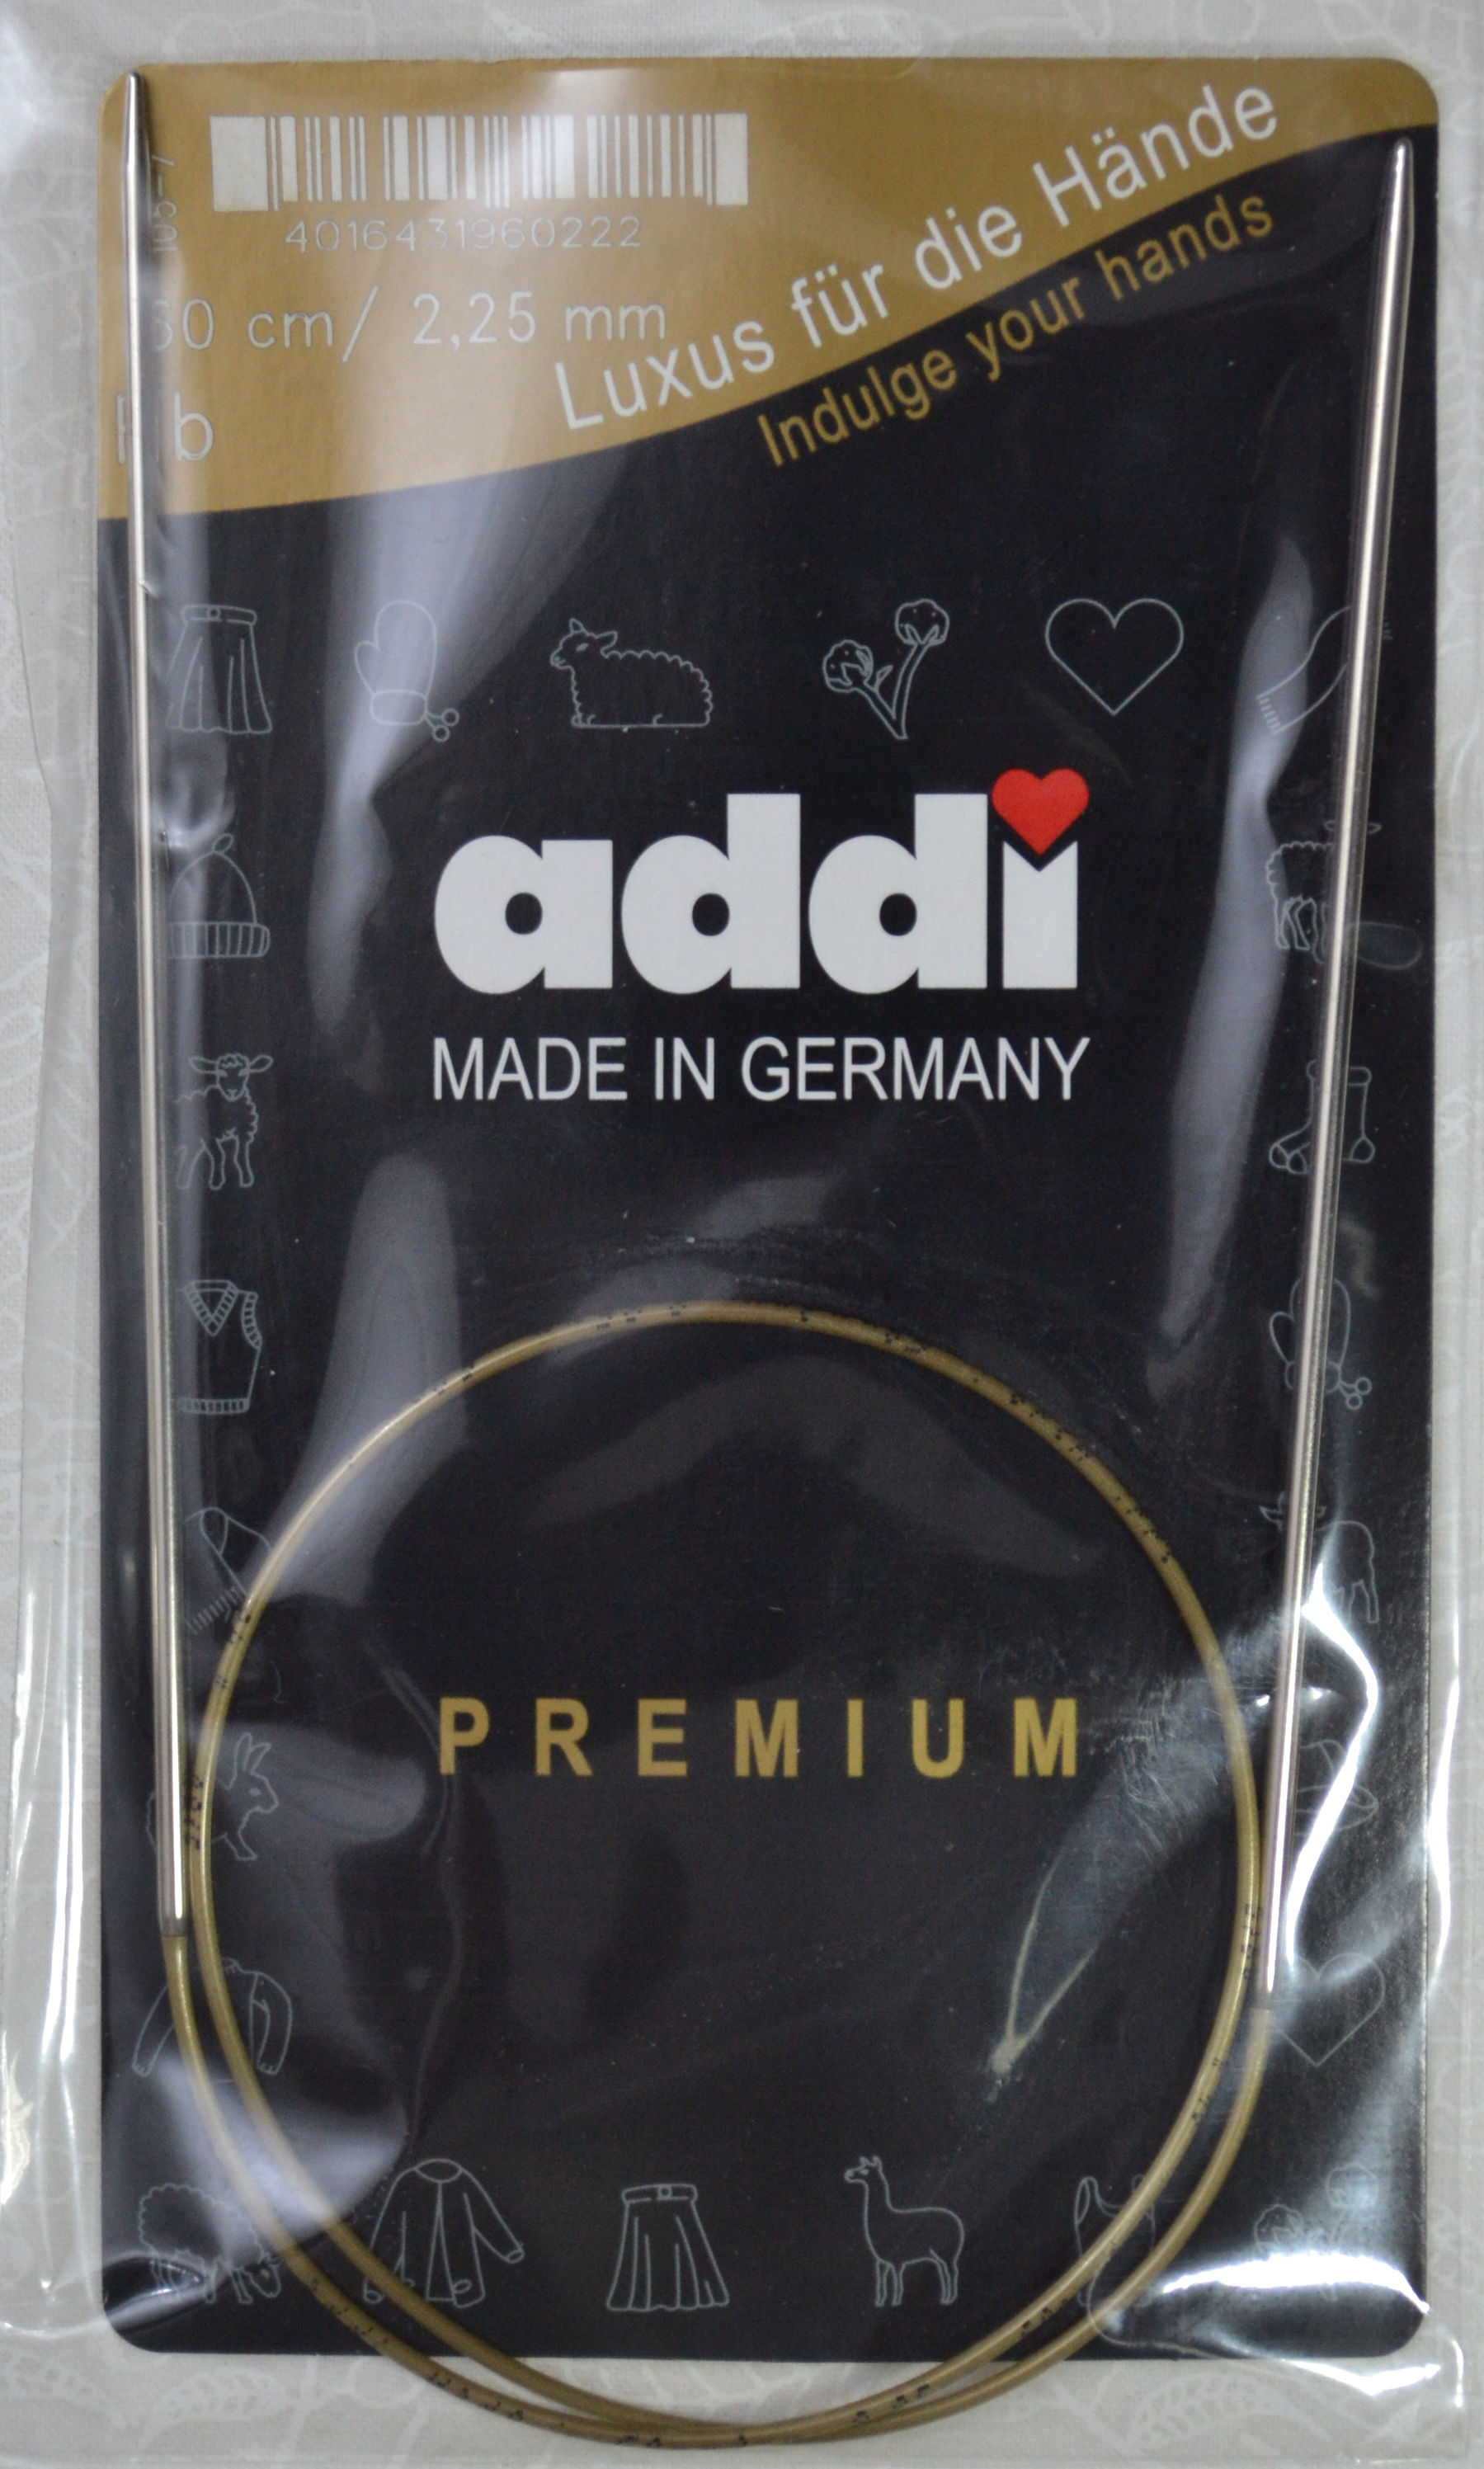 4016431960222
60 cm/ 2,25 mm
Luxus für die Hände
Indulge your hands
addi
MADE IN GERMANY
PREMIUM